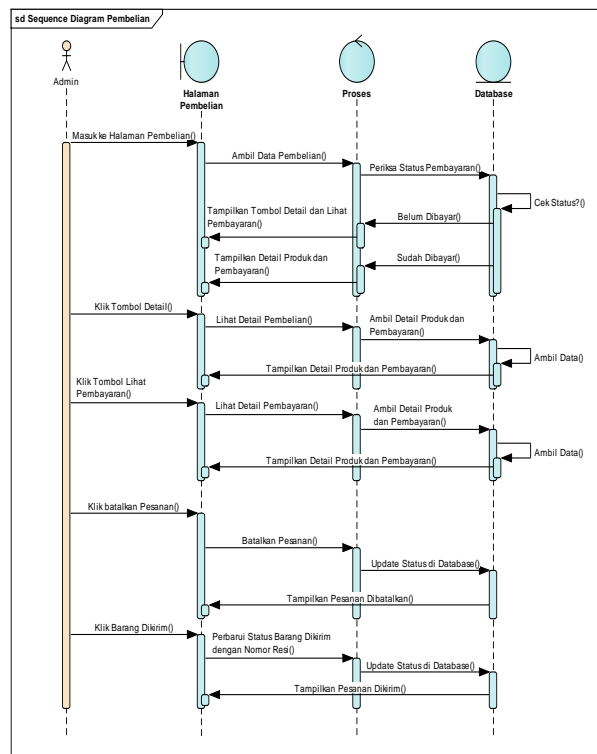 sd Sequence Diagram Pembelian
Admin
Halaman
Pembelian
Proses
Database
Masuk ke Halaman Pembelian()
Ambil Data Pembelian()
Periksa Status Pembayaran()
Cek Status?()
Belum Dibayar()
Tampilkan Tombol Detail dan Lihat
Pembayaran()
Sudah Dibayar()
Tampilkan Detail Produk dan
Pembayaran()
Klik Tombol Detail()
Lihat Detail Pembelian()
Ambil Detail Produk dan
Pembayaran()
Ambil Data()
Tampilkan Detail Produk dan Pembayaran()
Klik Tombol Lihat
Pembayaran()
Lihat Detail Pembayaran()
Ambil Detail Produk
dan Pembayaran()
Ambil Data()
Tampilkan Detail Produk dan Pembayaran()
Klik batalkan Pesanan()
Batalkan Pesanan()
Update Status di Database()
Tampilkan Pesanan Dibatalkan()
Klik Barang Dikirim()
Perbarui Status Barang Dikirim
dengan Nomor Resi()
Update Status di Database()
Tampilkan Pesanan Dikirim()